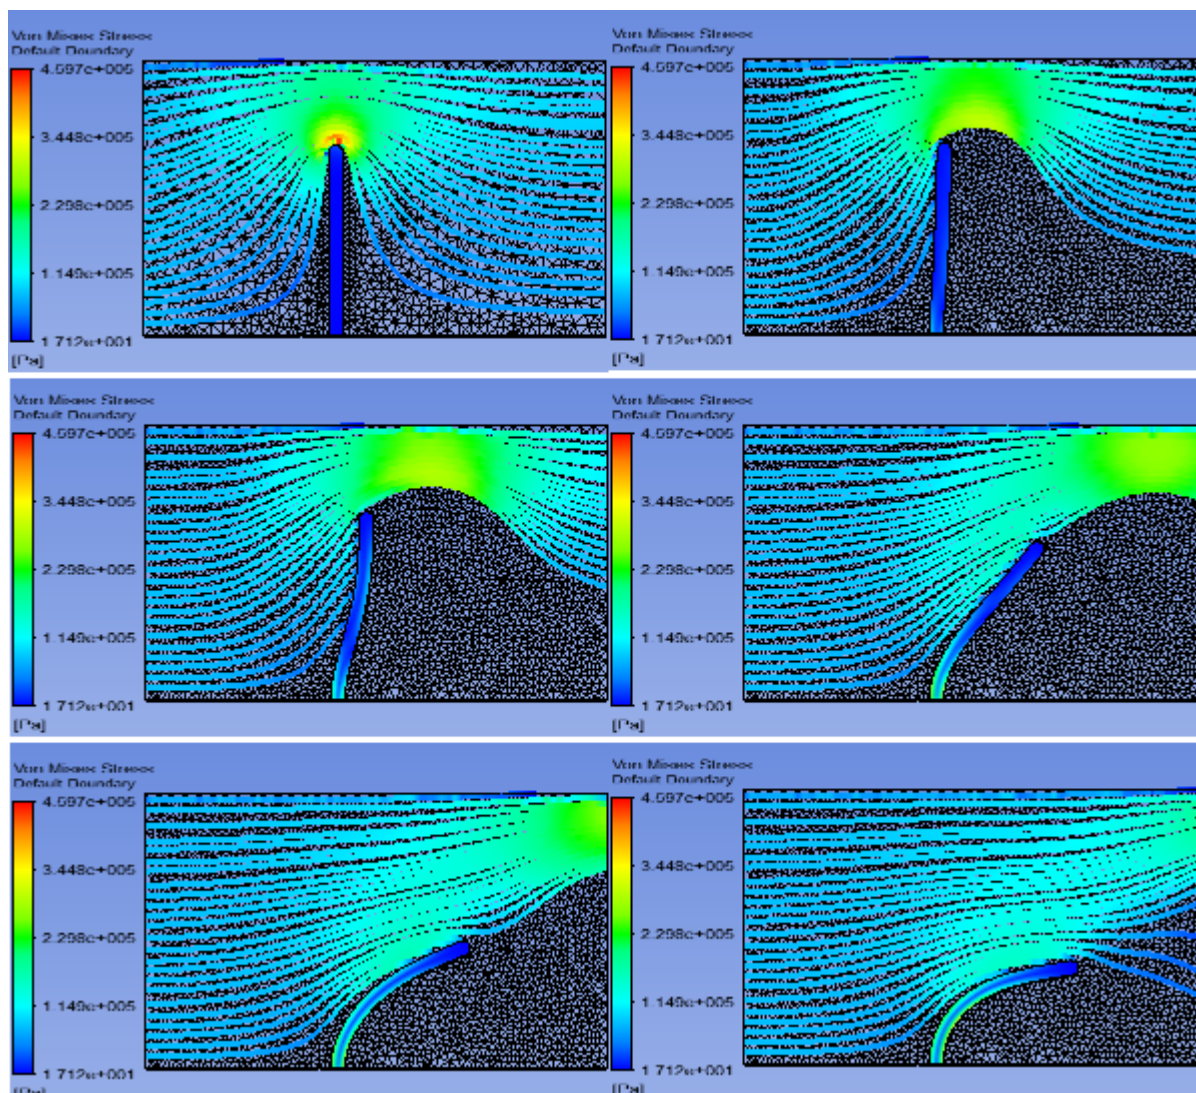 Von Mises Stress
Default Boundary
4.597e+005
3.448e+005
2.298e+005
1.149e+005
1.712e+001
[Pa]
Von Mises Stress
Default Boundary
4.597e+005
3.448e+005
2.298e+005
1.149e+005
1.712e+001
[Pa]
Von Mises Stress
Default Boundary
4.597e+005
3.448e+005
2.298e+005
1.149e+005
1.712e+001
[Pa]
Von Mises Stress
Default Boundary
4.597e+005
3.448e+005
2.298e+005
1.149e+005
1.712e+001
[Pa]
Von Mises Stress
Default Boundary
4.597e+005
3.448e+005
2.298e+005
1.149e+005
1.712e+001
[Pa]
Von Mises Stress
Default Boundary
4.597e+005
3.448e+005
2.298e+005
1.149e+005
1.712e+001
[Pa]